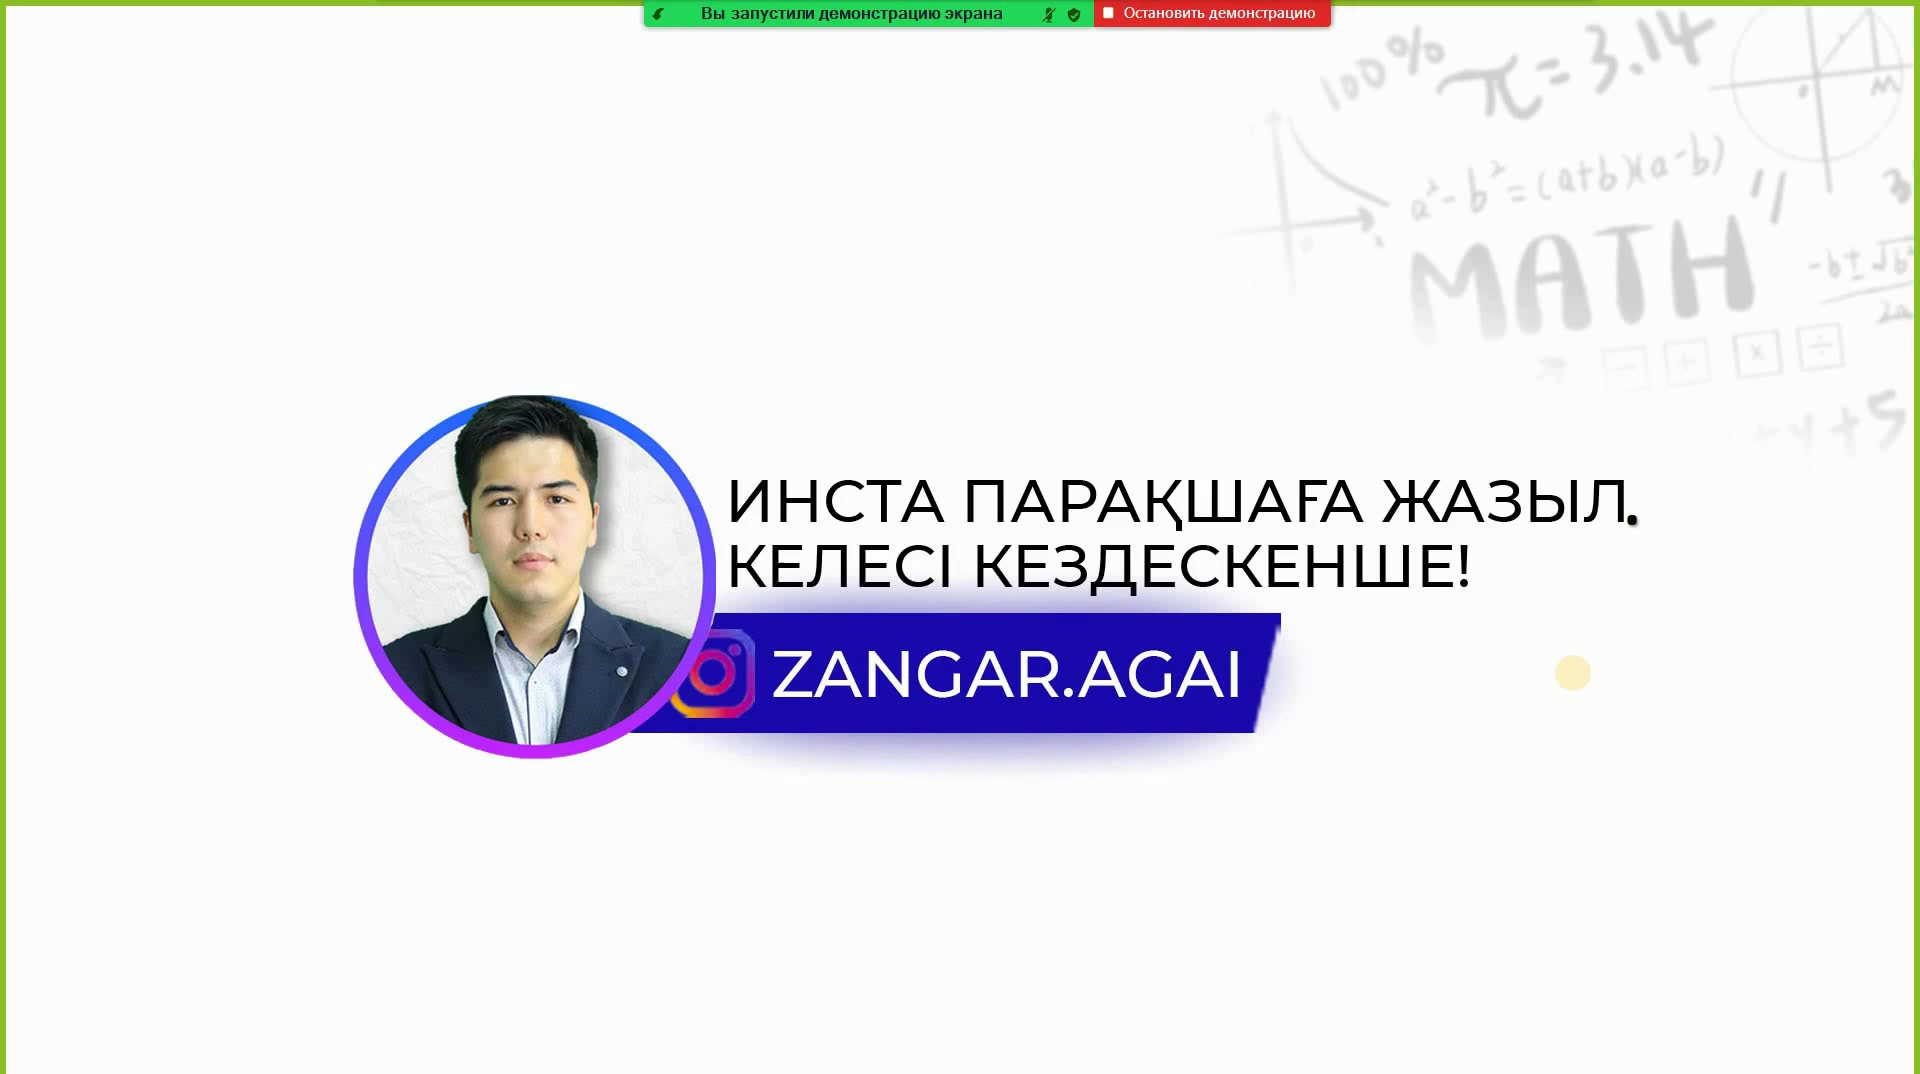 Вы запустили демонстрацию экрана
Остановить демонстрацию
100%
π = 3.14
M
a² - b² = (a+b)(a-b)
MATH
+y+5
ИНСТА ПАРАҚШАҒА ЖАЗЫЛ.
КЕЛЕСІ КЕЗДЕСКЕНШЕ!
ZANGAR.AGAI